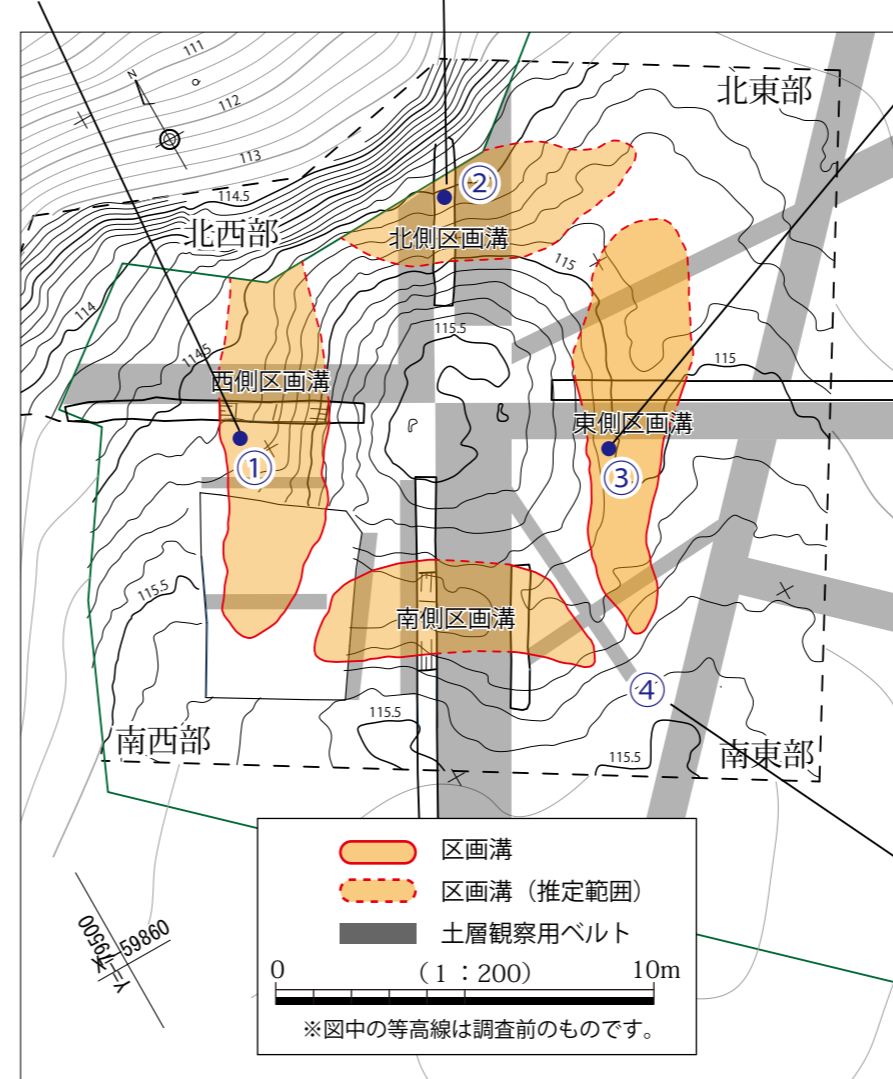 111
112
113
114.5
N
北東部
②
北西部
北側区画溝
115
114
115.5
114.5
115
西側区画溝
東側区画溝
①
③
115.5
南側区画溝
④
115.5
南西部
115.5
南東部
区画溝
区画溝（推定範囲）
土層観察用ベルト
0 （1：200） 10m
※図中の等高線は調査前のものです。